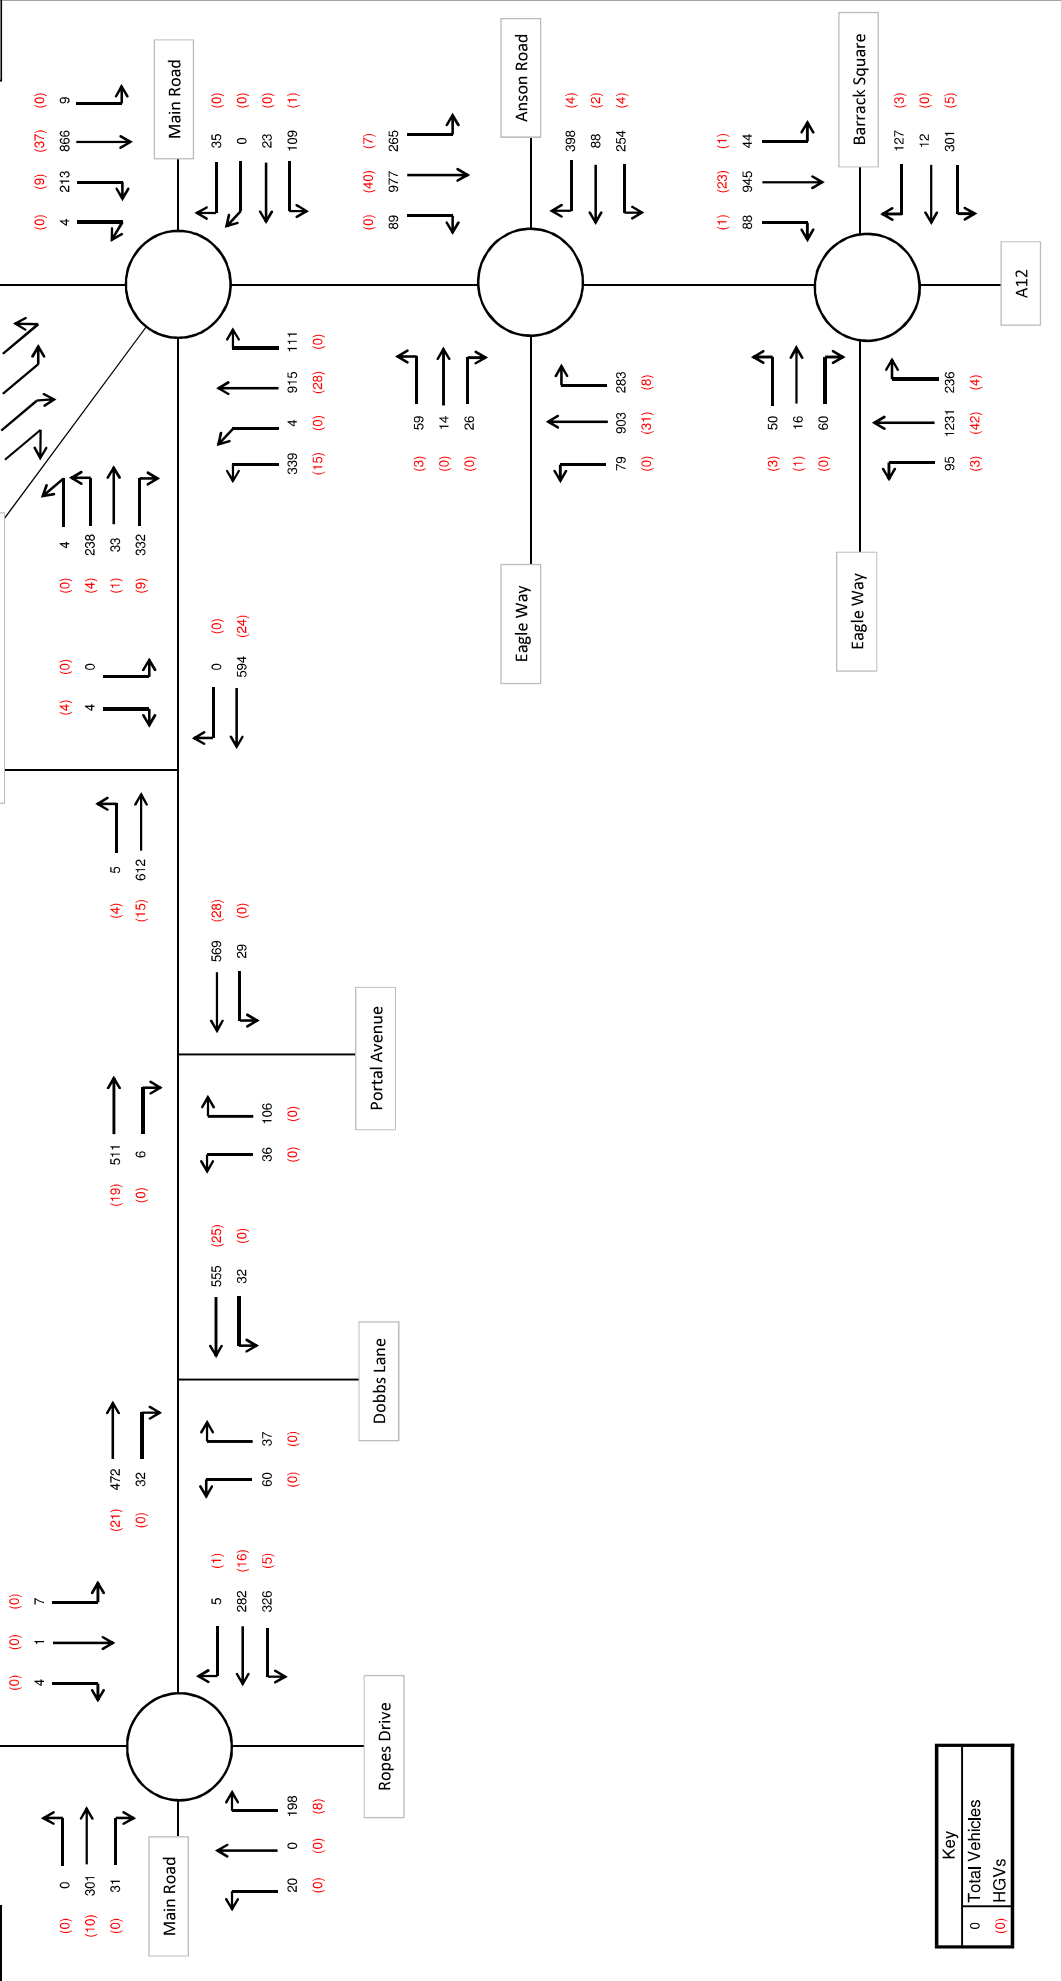 (0) 0
(10) 301
(0) 31
Main Road
20 0 198
(0) (0) (8)
(0) (0) (0)
4 1 7
5 (1)
282 (16)
326 (5)
Ropes Drive
(21) 472
(0) 32
60 37
(0) (0)
555 (25)
32 (0)
Dobbs Lane
(19) 511
(0) 6
36 106
(0) (0)
569 (28)
29 (0)
Portal Avenue
(4) 5
(15) 612
(4) (0)
4 0
0 (0)
594 (24)
(0) 4
(4) 238
(1) 33
(9) 332
339 4 915 111
(15) (0) (28) (0)
(0) (9) (37) (0)
4 213 866 9
Main Road
35 (0)
0 (0)
23 (0)
109 (1)
(0) (40) (7)
89 977 265
(3) 59
(0) 14
(0) 26
Eagle Way
Anson Road
398 (4)
88 (2)
254 (4)
79 903 283
(0) (31) (8)
(1) (23) (1)
88 945 44
(3) 50
(1) 16
(0) 60
Eagle Way
Barrack Square
127 (3)
12 (0)
301 (5)
95 1231 236
(3) (42) (4)
A12
Key
0 Total Vehicles
(0) HGVs